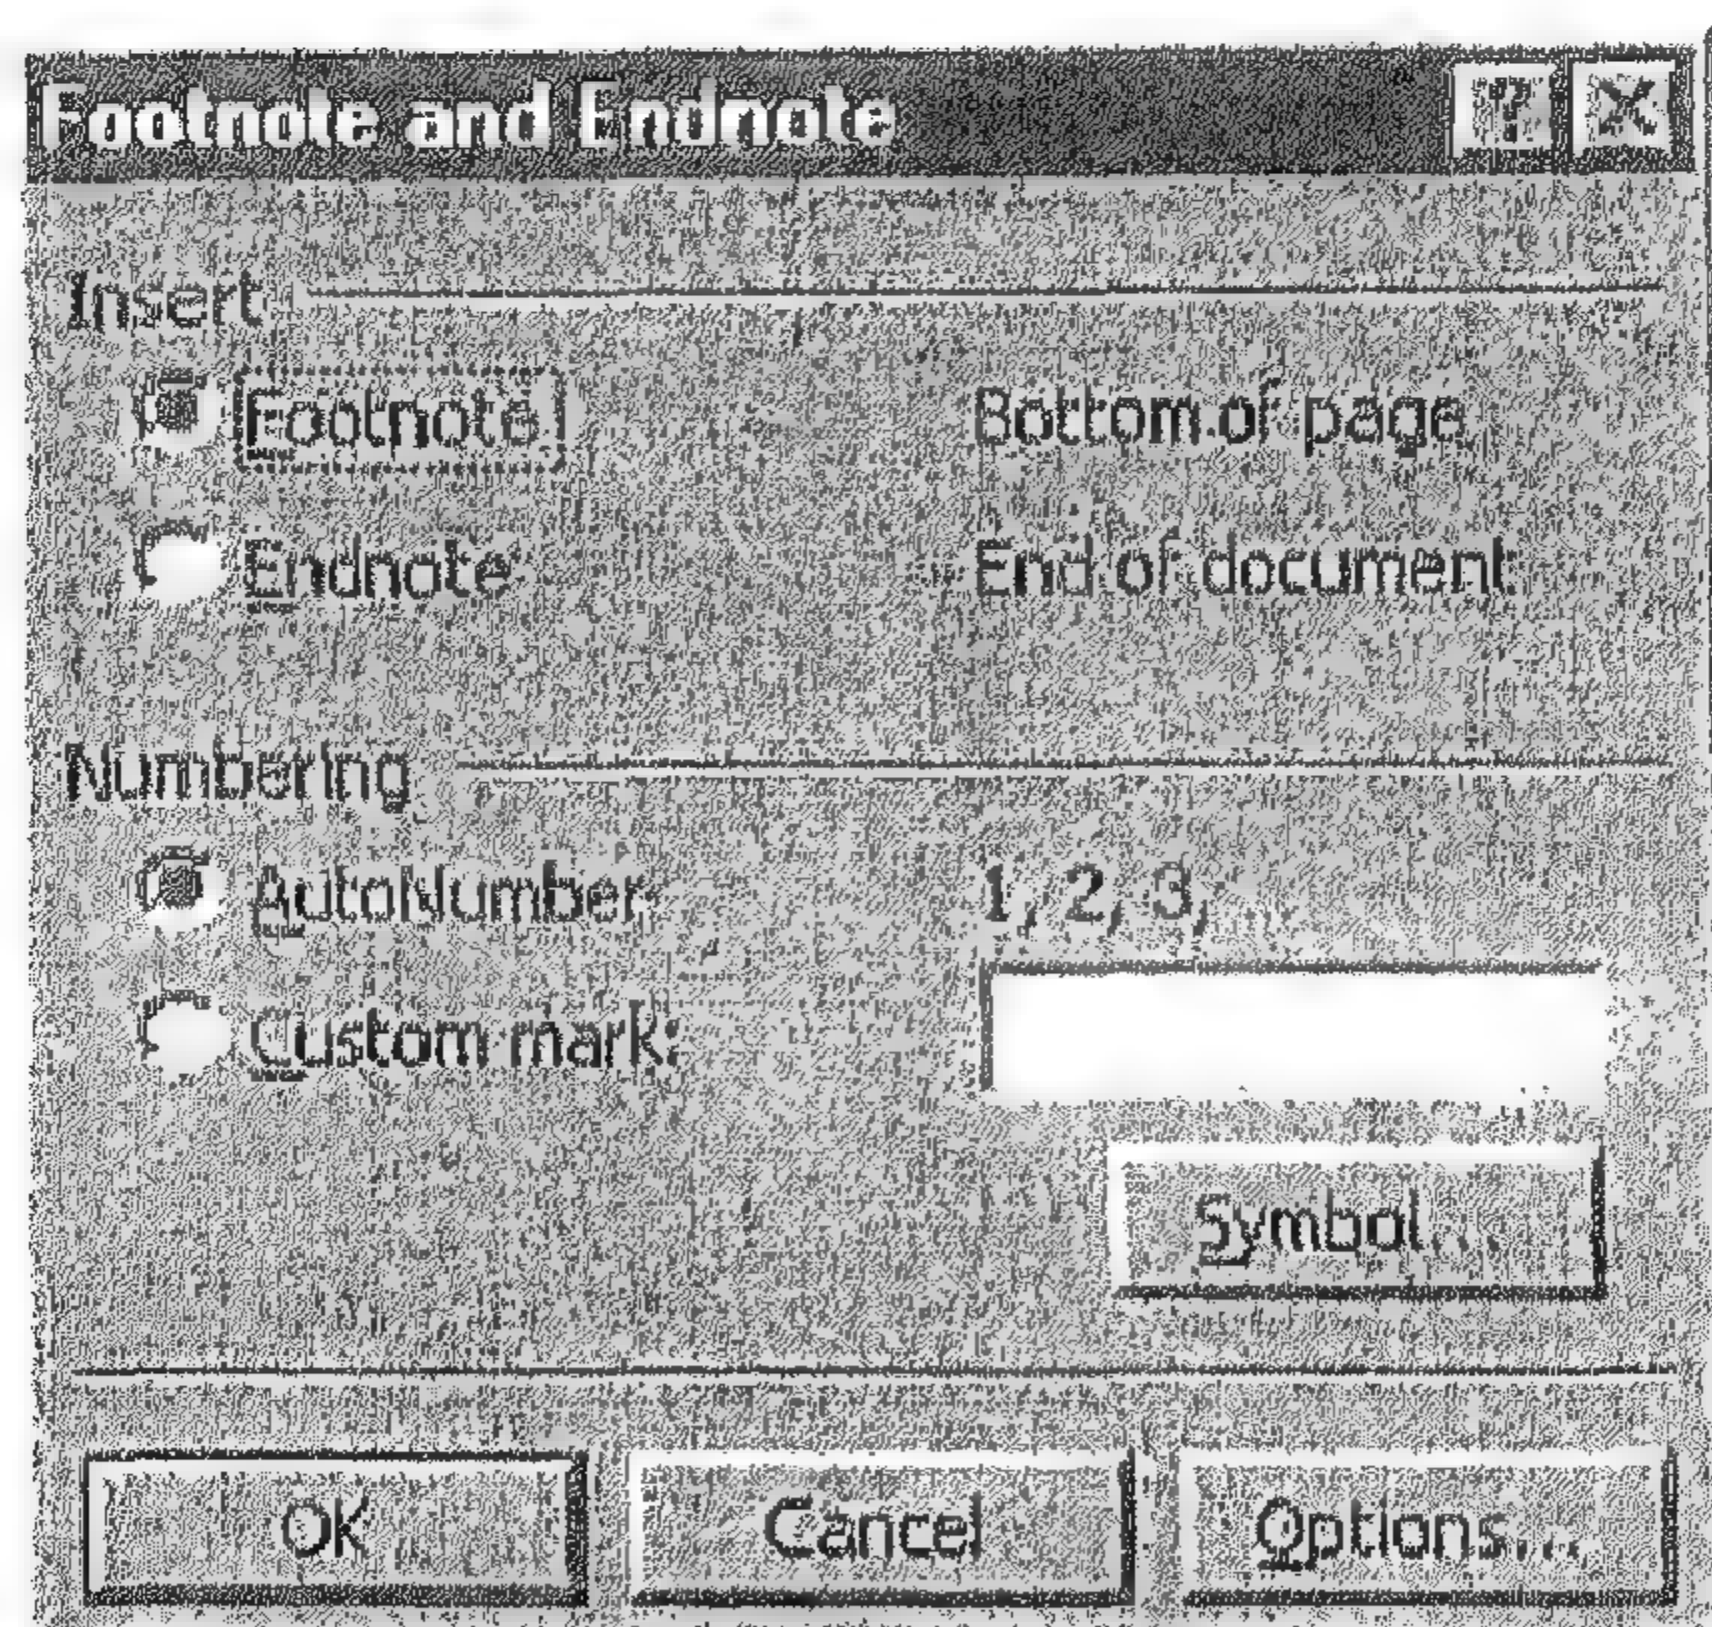 Footnote and Endnote ? X
Insert
Footnote Bottom of page
Endnote End of document
Numbering
AutoNumber 1, 2, 3, ...
Custom mark:
Symbol...
OK Cancel Options...